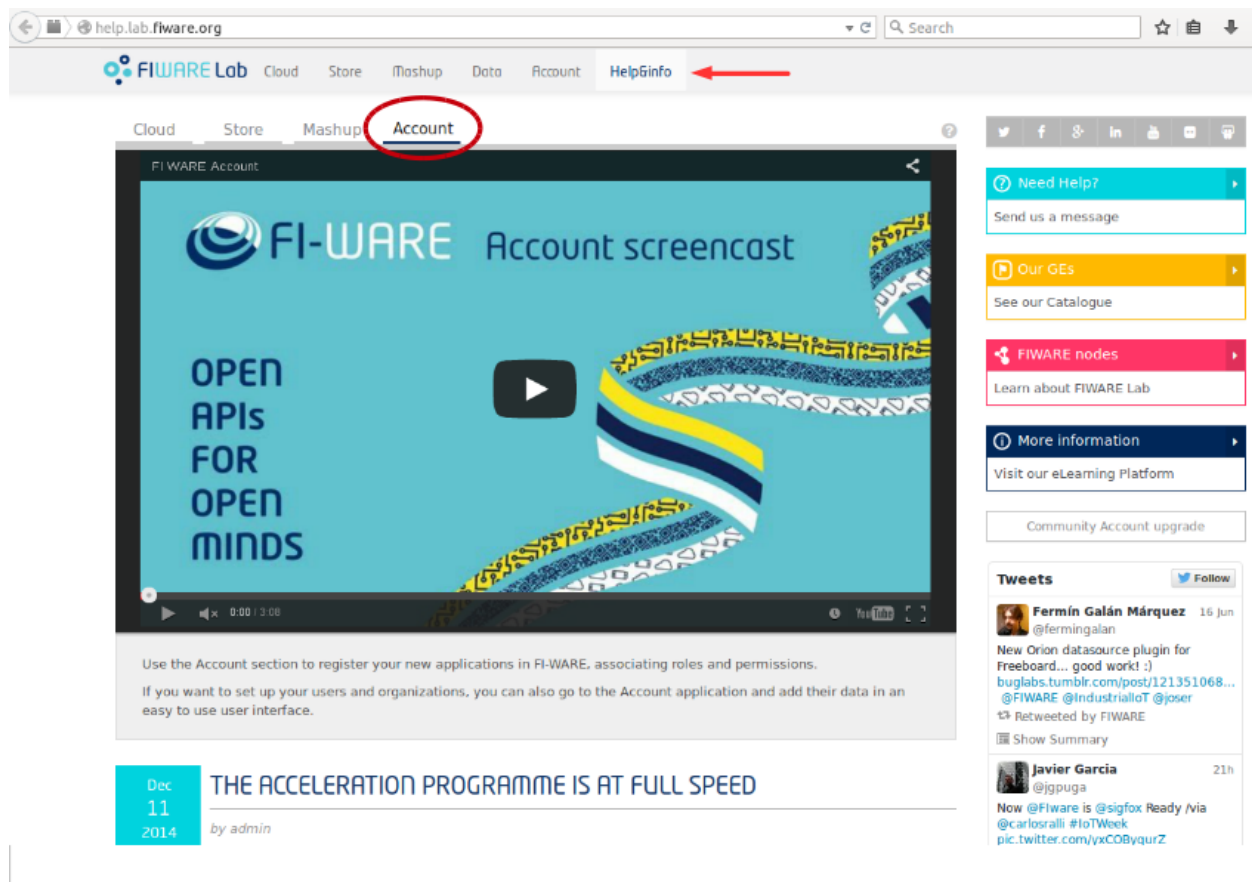 help.lab.fiware.org
Search
FIWARE Lab Cloud Store Mashup Data Account Help&info
Cloud Store Mashup Account
FI WARE Account
FI-WARE Account screencast
OPEN
APIs
FOR
OPEN
MINDS
0:00 / 3:08
YouTube
Use the Account section to register your new applications in FI-WARE, associating roles and permissions.
If you want to set up your users and organizations, you can also go to the Account application and add their data in an
easy to use user interface.
Dec
11
2014
THE ACCELERATION PROGRAMME IS AT FULL SPEED
by admin
Need Help?
Send us a message
Our GEs
See our Catalogue
FIWARE nodes
Learn about FIWARE Lab
More information
Visit our eLearning Platform
Community Account upgrade
Tweets Follow
Fermín Galán Márquez 16 Jun
@fermingalan
New Orion datasource plugin for
Freeboard... good work! :)
buglabs.tumblr.com/post/121351068...
@FIWARE @IndustrialIoT @joser
Retweeted by FIWARE
Show Summary
Javier Garcia 21h
@jgpuga
Now @FIware is @sigfox Ready /via
@carlosralli #IoTWeek
pic.twitter.com/yxCOByqurZ